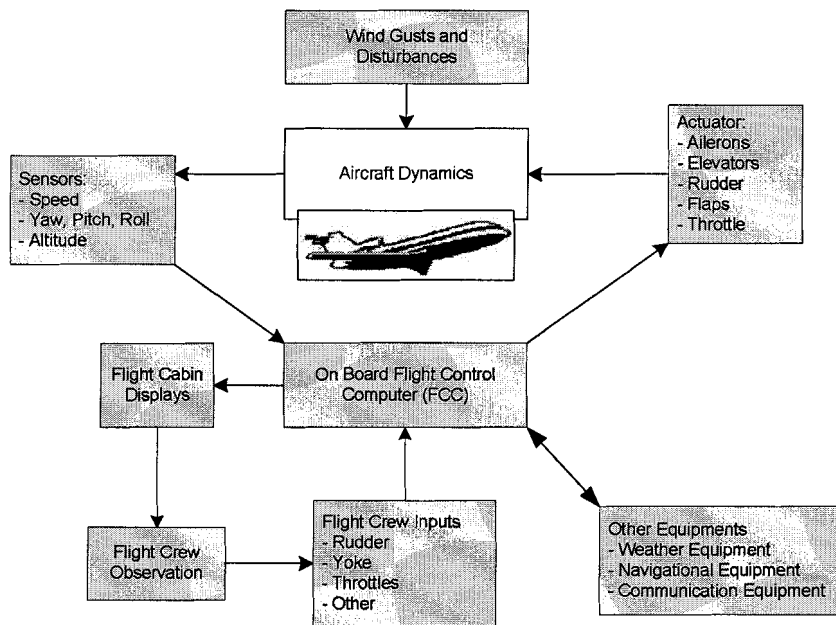 Wind Gusts and
Disturbances
Aircraft Dynamics
Actuator:
- Ailerons
- Elevators
- Rudder
- Flaps
- Throttle
Sensors:
- Speed
- Yaw, Pitch, Roll
- Altitude
Flight Cabin
Displays
On Board Flight Control
Computer (FCC)
Flight Crew
Observation
Flight Crew Inputs
- Rudder
- Yoke
- Throttles
- Other
Other Equipments
- Weather Equipment
- Navigational Equipment
- Communication Equipment